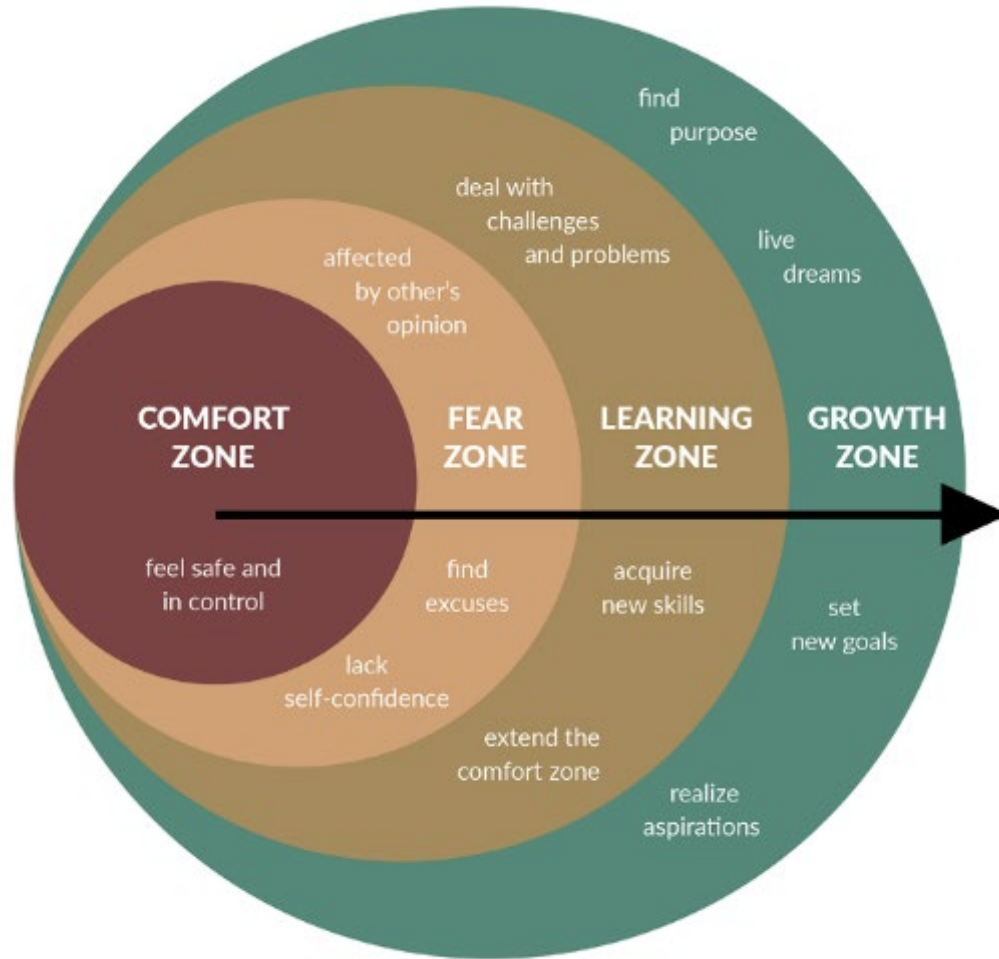 find
purpose
deal with
challenges
and problems
live
dreams
affected
by other's
opinion
COMFORT
ZONE
FEAR
ZONE
LEARNING
ZONE
GROWTH
ZONE
feel safe and
in control
find
excuses
acquire
new skills
set
new goals
lack
self-confidence
extend the
comfort zone
realize
aspirations